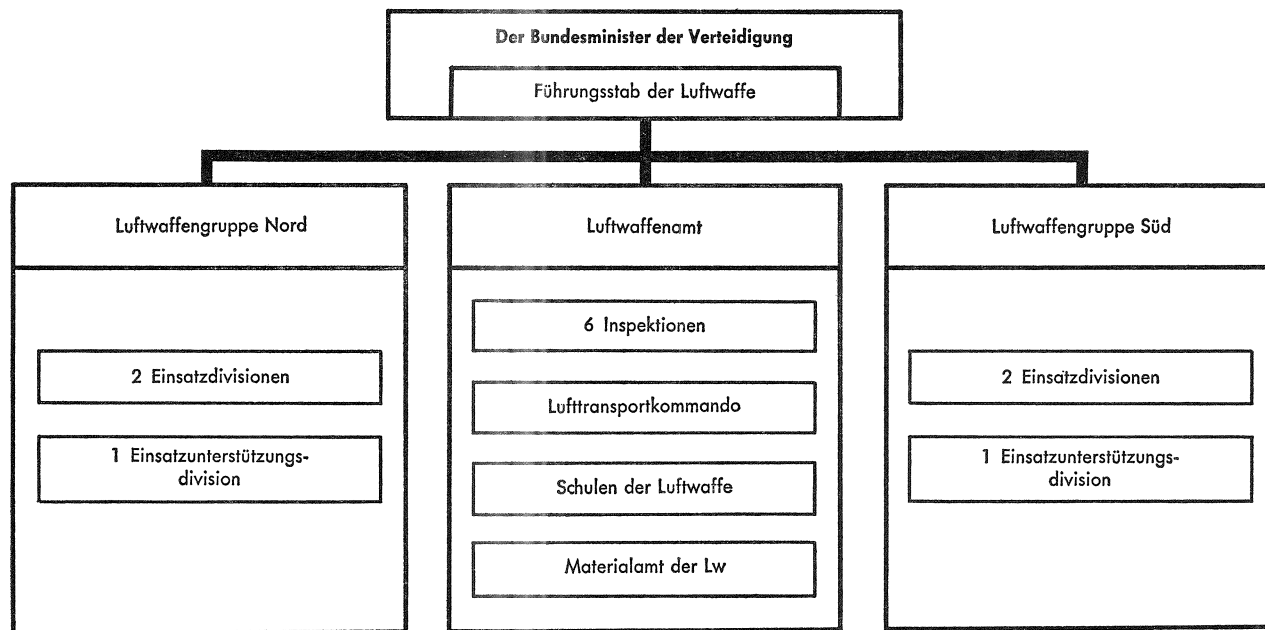 Der Bundesminister der Verteidigung
Führungsstab der Luftwaffe
Luftwaffengruppe Nord
2 Einsatzdivisionen
1 Einsatzunterstützungs-
division
Luftwaffenamt
6 Inspektionen
Lufttransportkommando
Schulen der Luftwaffe
Materialamt der Lw
Luftwaffengruppe Süd
2 Einsatzdivisionen
1 Einsatzunterstützungs-
division